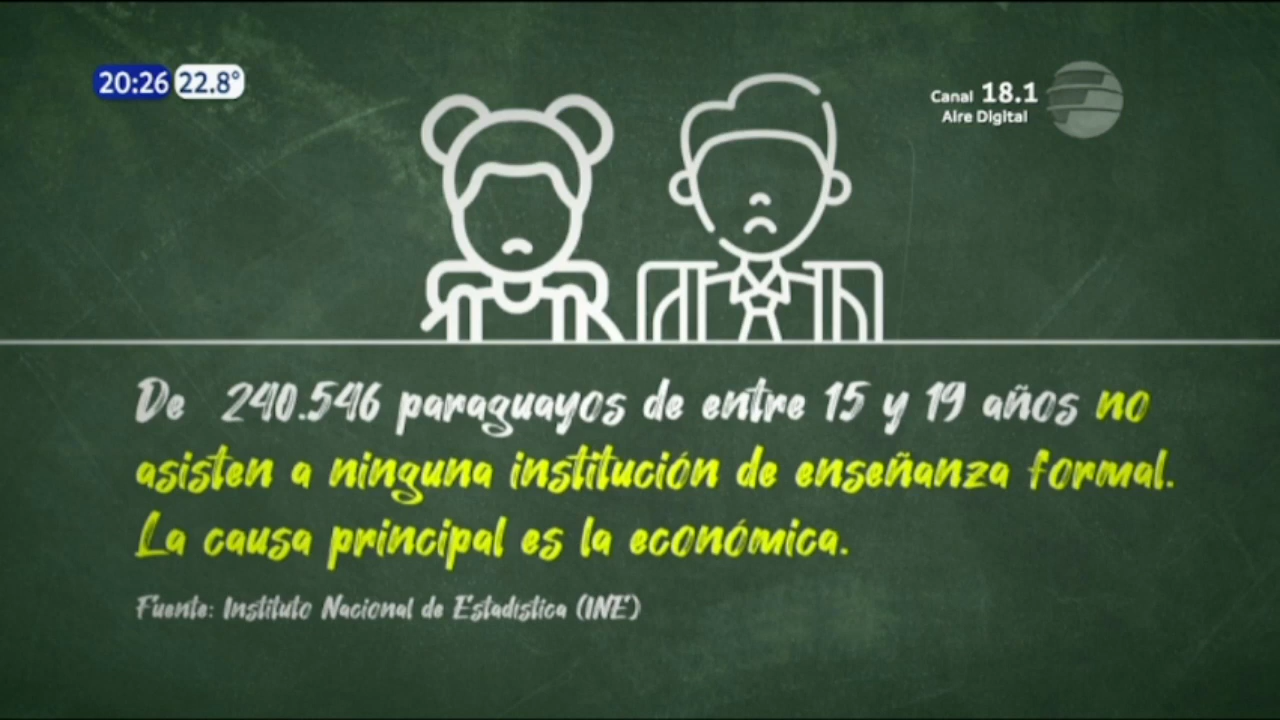 20:26 22.8°
Canal 18.1
Aire Digital
De 240.546 paraguayos de entre 15 y 19 años no
asisten a ninguna institución de enseñanza formal.
La causa principal es la económica.
Fuente: Instituto Nacional de Estadística (INE)